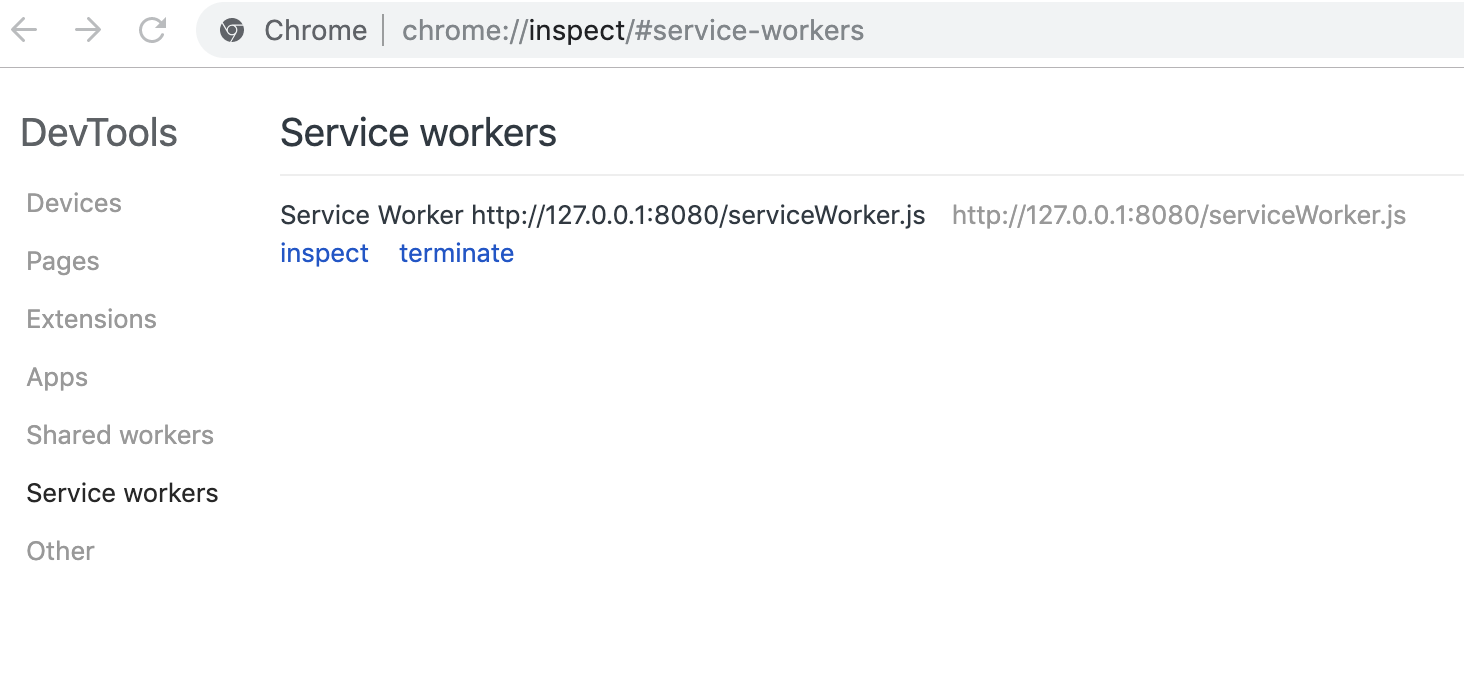 Chrome | chrome://inspect/#service-workers
DevTools
Devices
Pages
Extensions
Apps
Shared workers
Service workers
Other
Service workers
Service Worker http://127.0.0.1:8080/serviceWorker.js http://127.0.0.1:8080/serviceWorker.js
inspect terminate